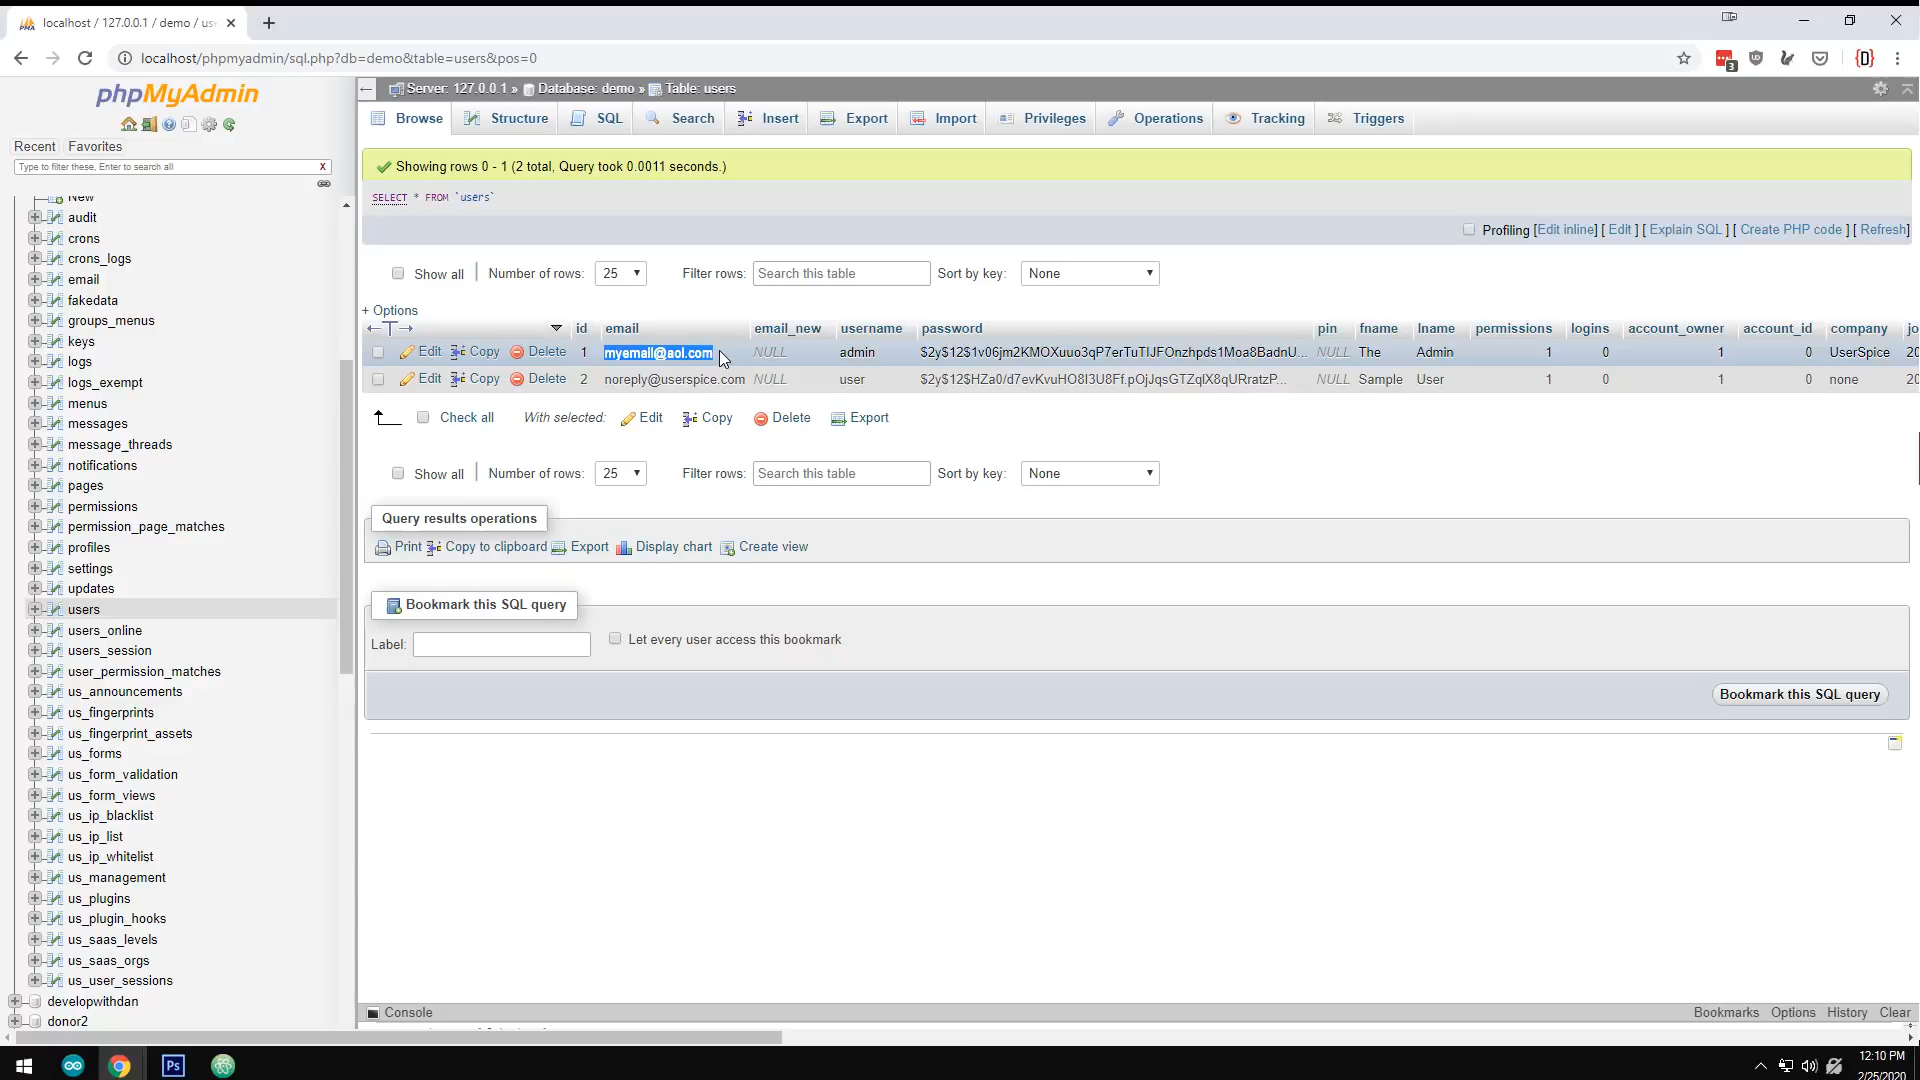 localhost / 127.0.0.1 / demo / us
localhost/phpmyadmin/sql.php?db=demo&table=users&pos=0
3
phpMyAdmin
Recent Favorites
Type to filter these, Enter to search all X
New
audit
crons
crons_logs
email
fakedata
groups_menus
keys
logs
logs_exempt
menus
messages
message_threads
notifications
pages
permissions
permission_page_matches
profiles
settings
updates
users
users_online
users_session
user_permission_matches
us_announcements
us_fingerprints
us_fingerprint_assets
us_forms
us_form_validation
us_form_views
us_ip_blacklist
us_ip_list
us_ip_whitelist
us_management
us_plugins
us_plugin_hooks
us_saas_levels
us_saas_orgs
us_user_sessions
developwithdan
donor2
Server: 127.0.0.1 » Database: demo » Table: users
Browse Structure SQL Search Insert Export Import Privileges Operations Tracking Triggers
Showing rows 0 - 1 (2 total, Query took 0.0011 seconds.)
SELECT * FROM `users`
Profiling [Edit inline] [ Edit ] [ Explain SQL ] [ Create PHP code ] [ Refresh]
Show all Number of rows: 25 Filter rows: Search this table Sort by key: None
+ Options
id email email_new username password pin fname lname permissions logins account_owner account_id company jo
Edit Copy Delete 1 myemail@aol.com NULL admin $2y$12$1v06jm2KMOXuuo3qP7erTuTIJFOnzhpds1Moa8BadnU... NULL The Admin 1 0 1 0 UserSpice 20
Edit Copy Delete 2 noreply@userspice.com NULL user $2y$12$HZa0/d7evKvuHO8I3U8Ff.pOjJqsGTZqlX8qURratzP... NULL Sample User 1 0 1 0 none 20
Check all With selected: Edit Copy Delete Export
Show all Number of rows: 25 Filter rows: Search this table Sort by key: None
Query results operations
Print Copy to clipboard Export Display chart Create view
Bookmark this SQL query
Label: Let every user access this bookmark
Bookmark this SQL query
Console Bookmarks Options History Clear
Ps
12:10 PM
2/25/2020